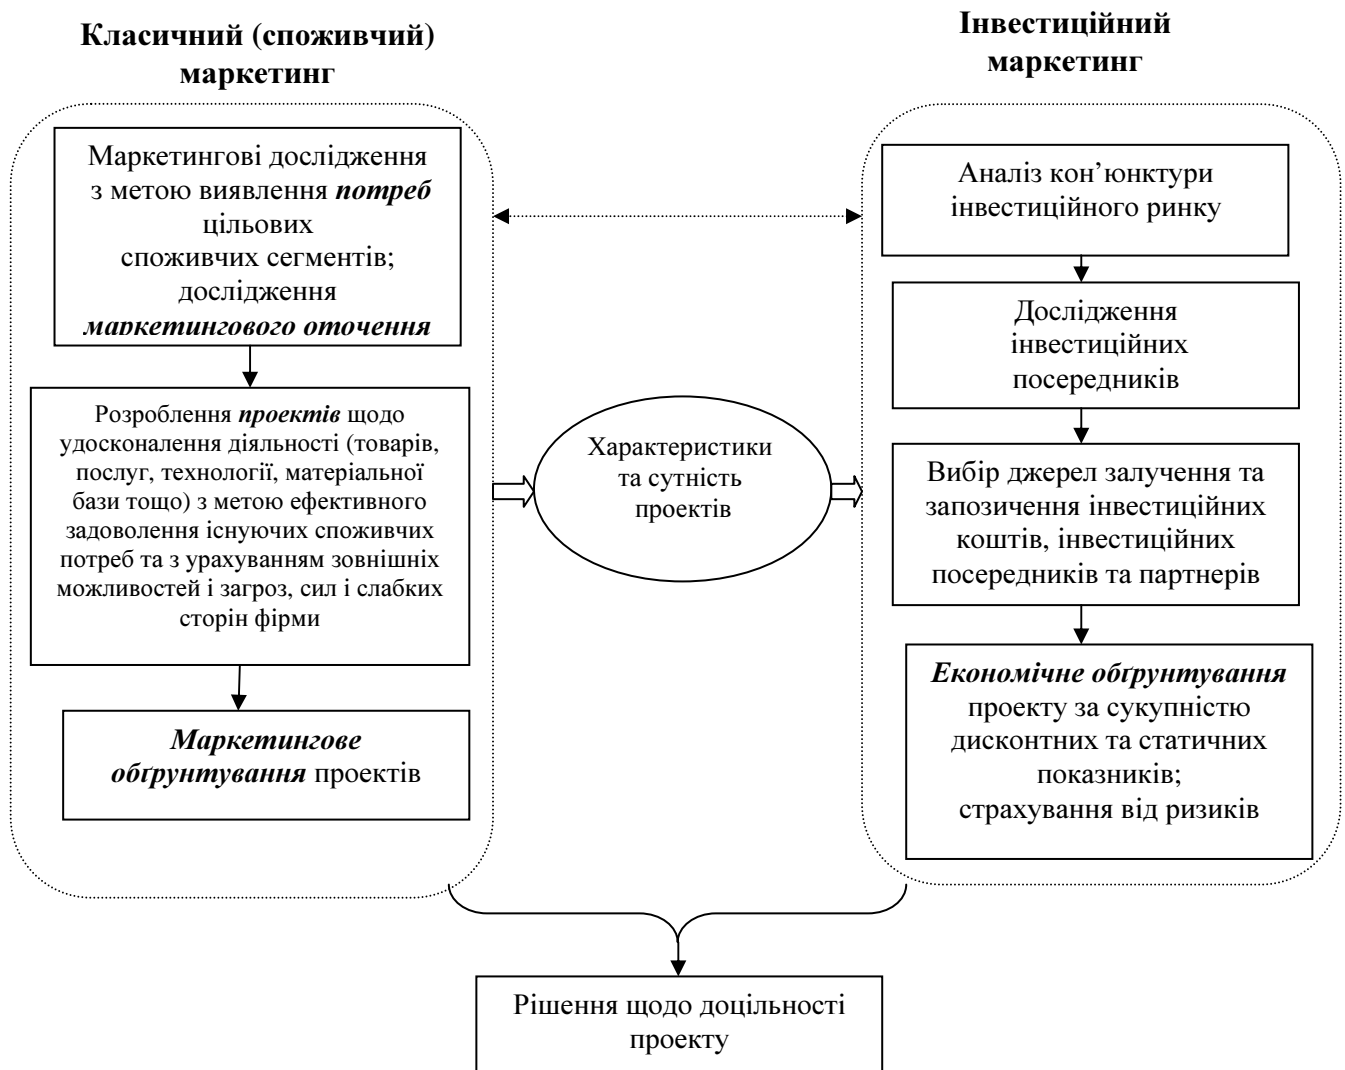 Класичний (споживчий)
маркетинг
Інвестиційний
маркетинг
Маркетингові дослідження
з метою виявлення потреб
цільових
споживчих сегментів;
дослідження
маркетингового оточення
Розроблення проектів щодо
удосконалення діяльності (товарів,
послуг, технології, матеріальної
бази тощо) з метою ефективного
задоволення існуючих споживчих
потреб та з урахуванням зовнішніх
можливостей і загроз, сил і слабких
сторін фірми
Маркетингове
обґрунтування проектів
Характеристики
та сутність
проектів
Аналіз кон’юнктури
інвестиційного ринку
Дослідження
інвестиційних
посередників
Вибір джерел залучення та
запозичення інвестиційних
коштів, інвестиційних
посередників та партнерів
Економічне обґрунтування
проекту за сукупністю
дисконтних та статичних
показників;
страхування від ризиків
Рішення щодо доцільності
проекту